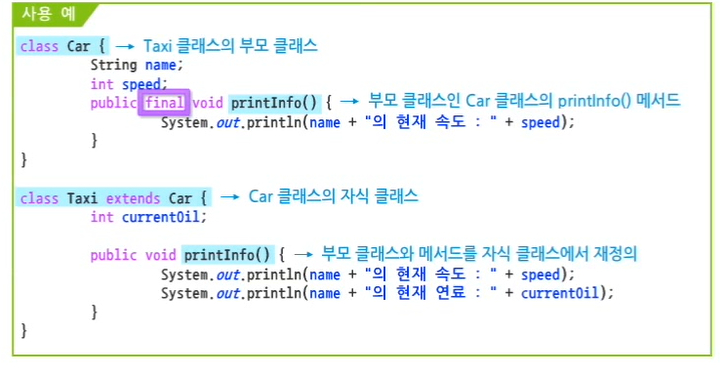 사용 예
class Car { → Taxi 클래스의 부모 클래스
String name;
int speed;
public final void printInfo() { → 부모 클래스인 Car 클래스의 printInfo() 메서드
System.out.println(name + "의 현재 속도 : " + speed);
}
}
class Taxi extends Car { → Car 클래스의 자식 클래스
int currentOil;
public void printInfo() { → 부모 클래스와 메서드를 자식 클래스에서 재정의
System.out.println(name + "의 현재 속도 : " + speed);
System.out.println(name + "의 현재 연료 : " + currentOil);
}
}